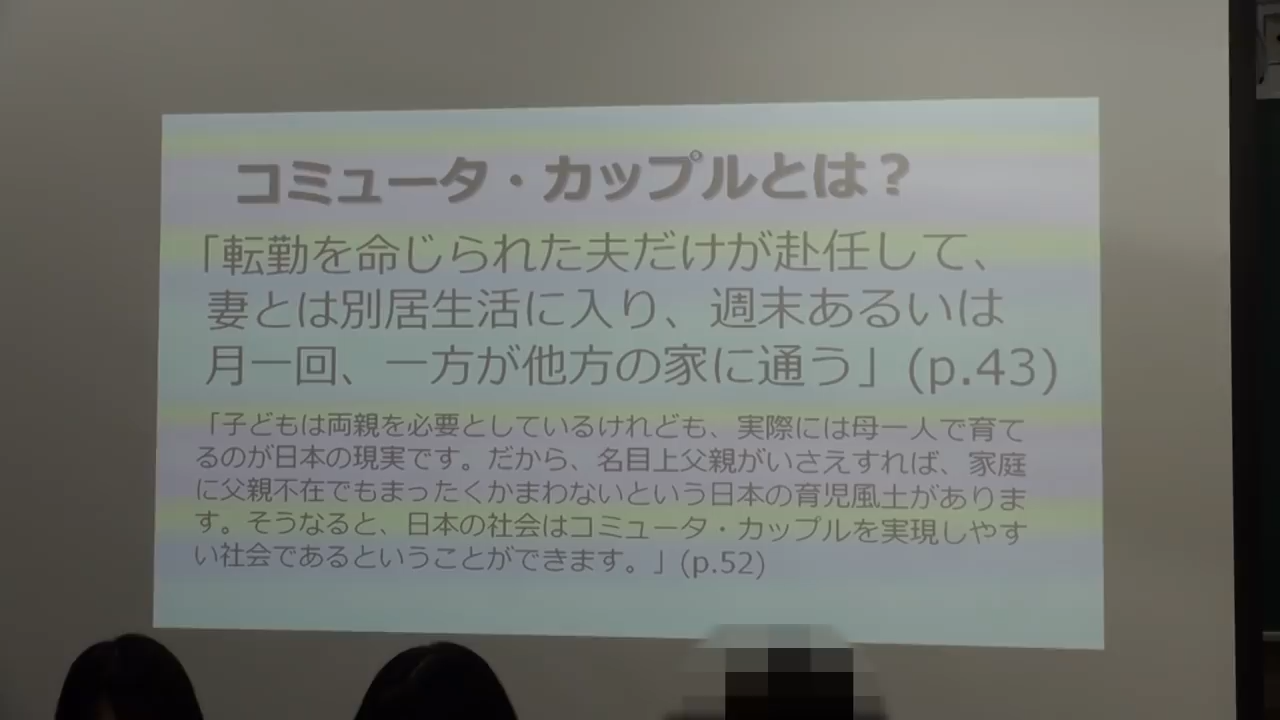 コミュータ・カップルとは？
「転勤を命じられた夫だけが赴任して、
妻とは別居生活に入り、週末あるいは
月一回、一方が他方の家に通う」(p.43)
「子どもは両親を必要としているけれども、実際には母一人で育て
るのが日本の現実です。だから、名目上父親がいさえすれば、家庭
に父親不在でもまったくかまわないという日本の育児風土がありま
す。そうなると、日本の社会はコミュータ・カップルを実現しやす
い社会であるということができます。」(p.52)